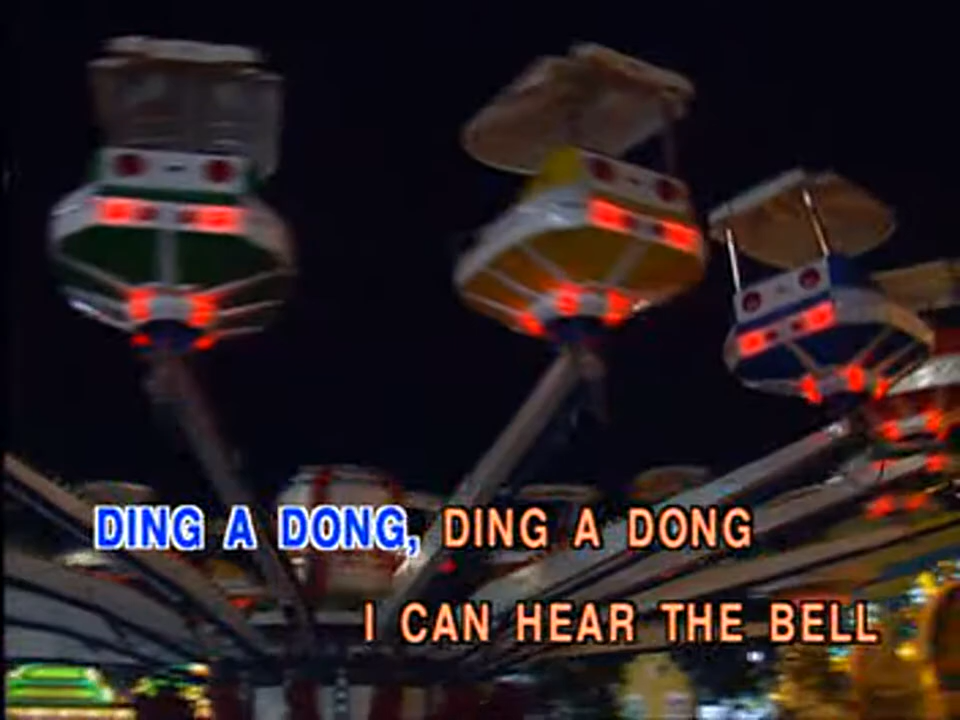 DING A DONG, DING A DONG
I CAN HEAR THE BELL